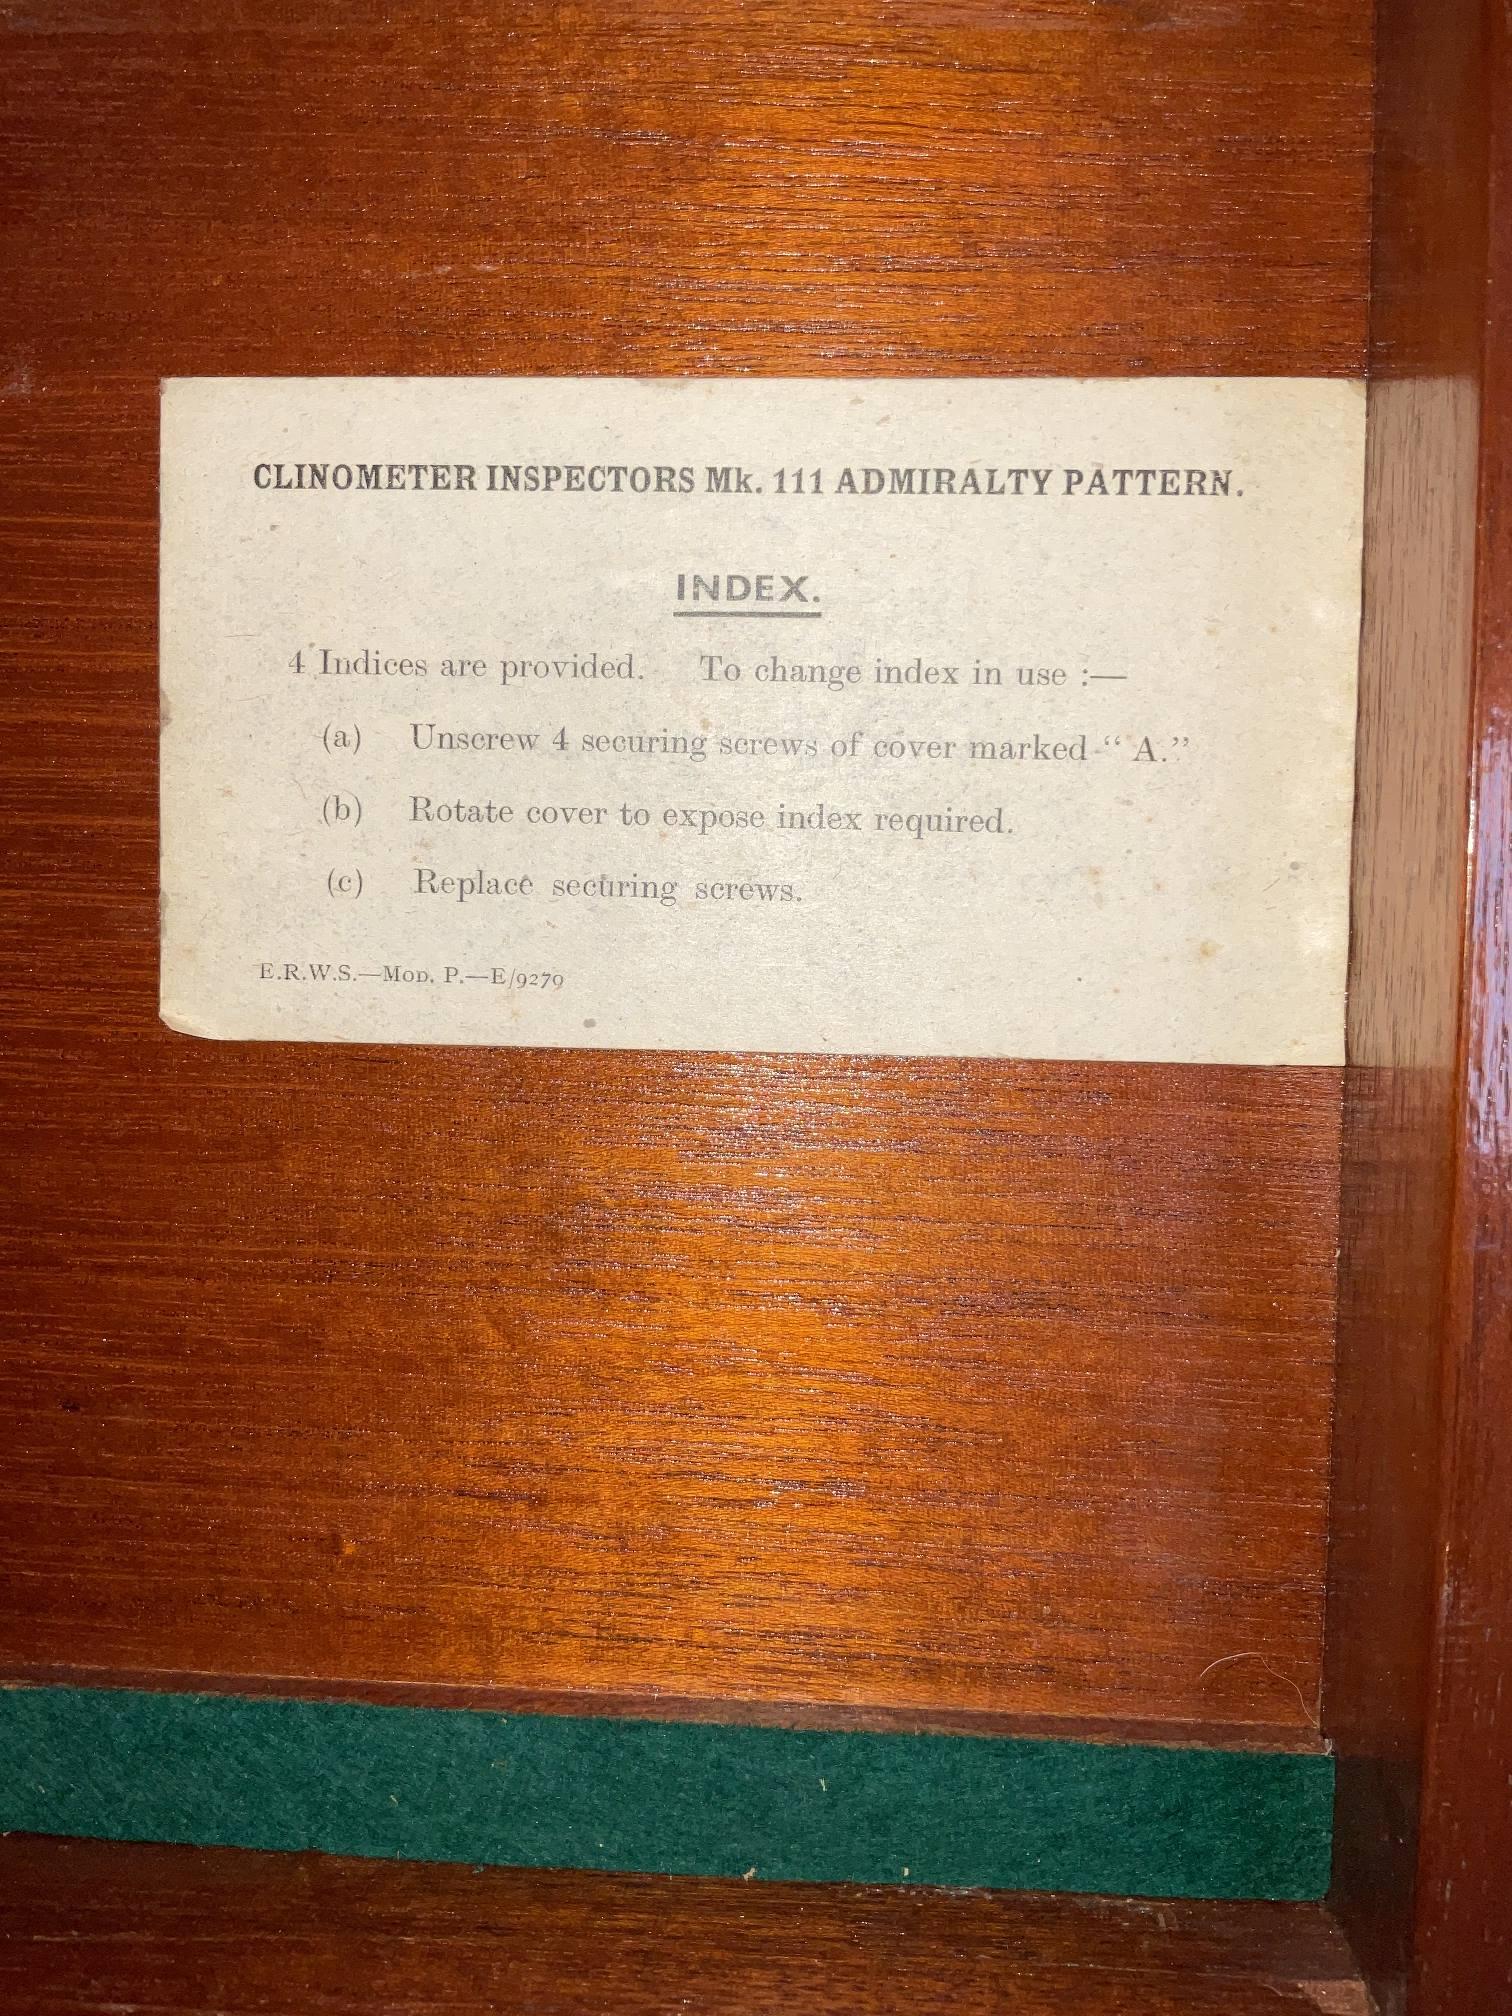 CLINOMETER INSPECTORS Mk. 111 ADMIRALTY PATTERN.
INDEX.
4 Indices are provided. To change index in use :—
(a) Unscrew 4 securing screws of cover marked “ A.”
(b) Rotate cover to expose index required.
(c) Replace securing screws.
E.R.W.S.—Mod. P.—E/9279